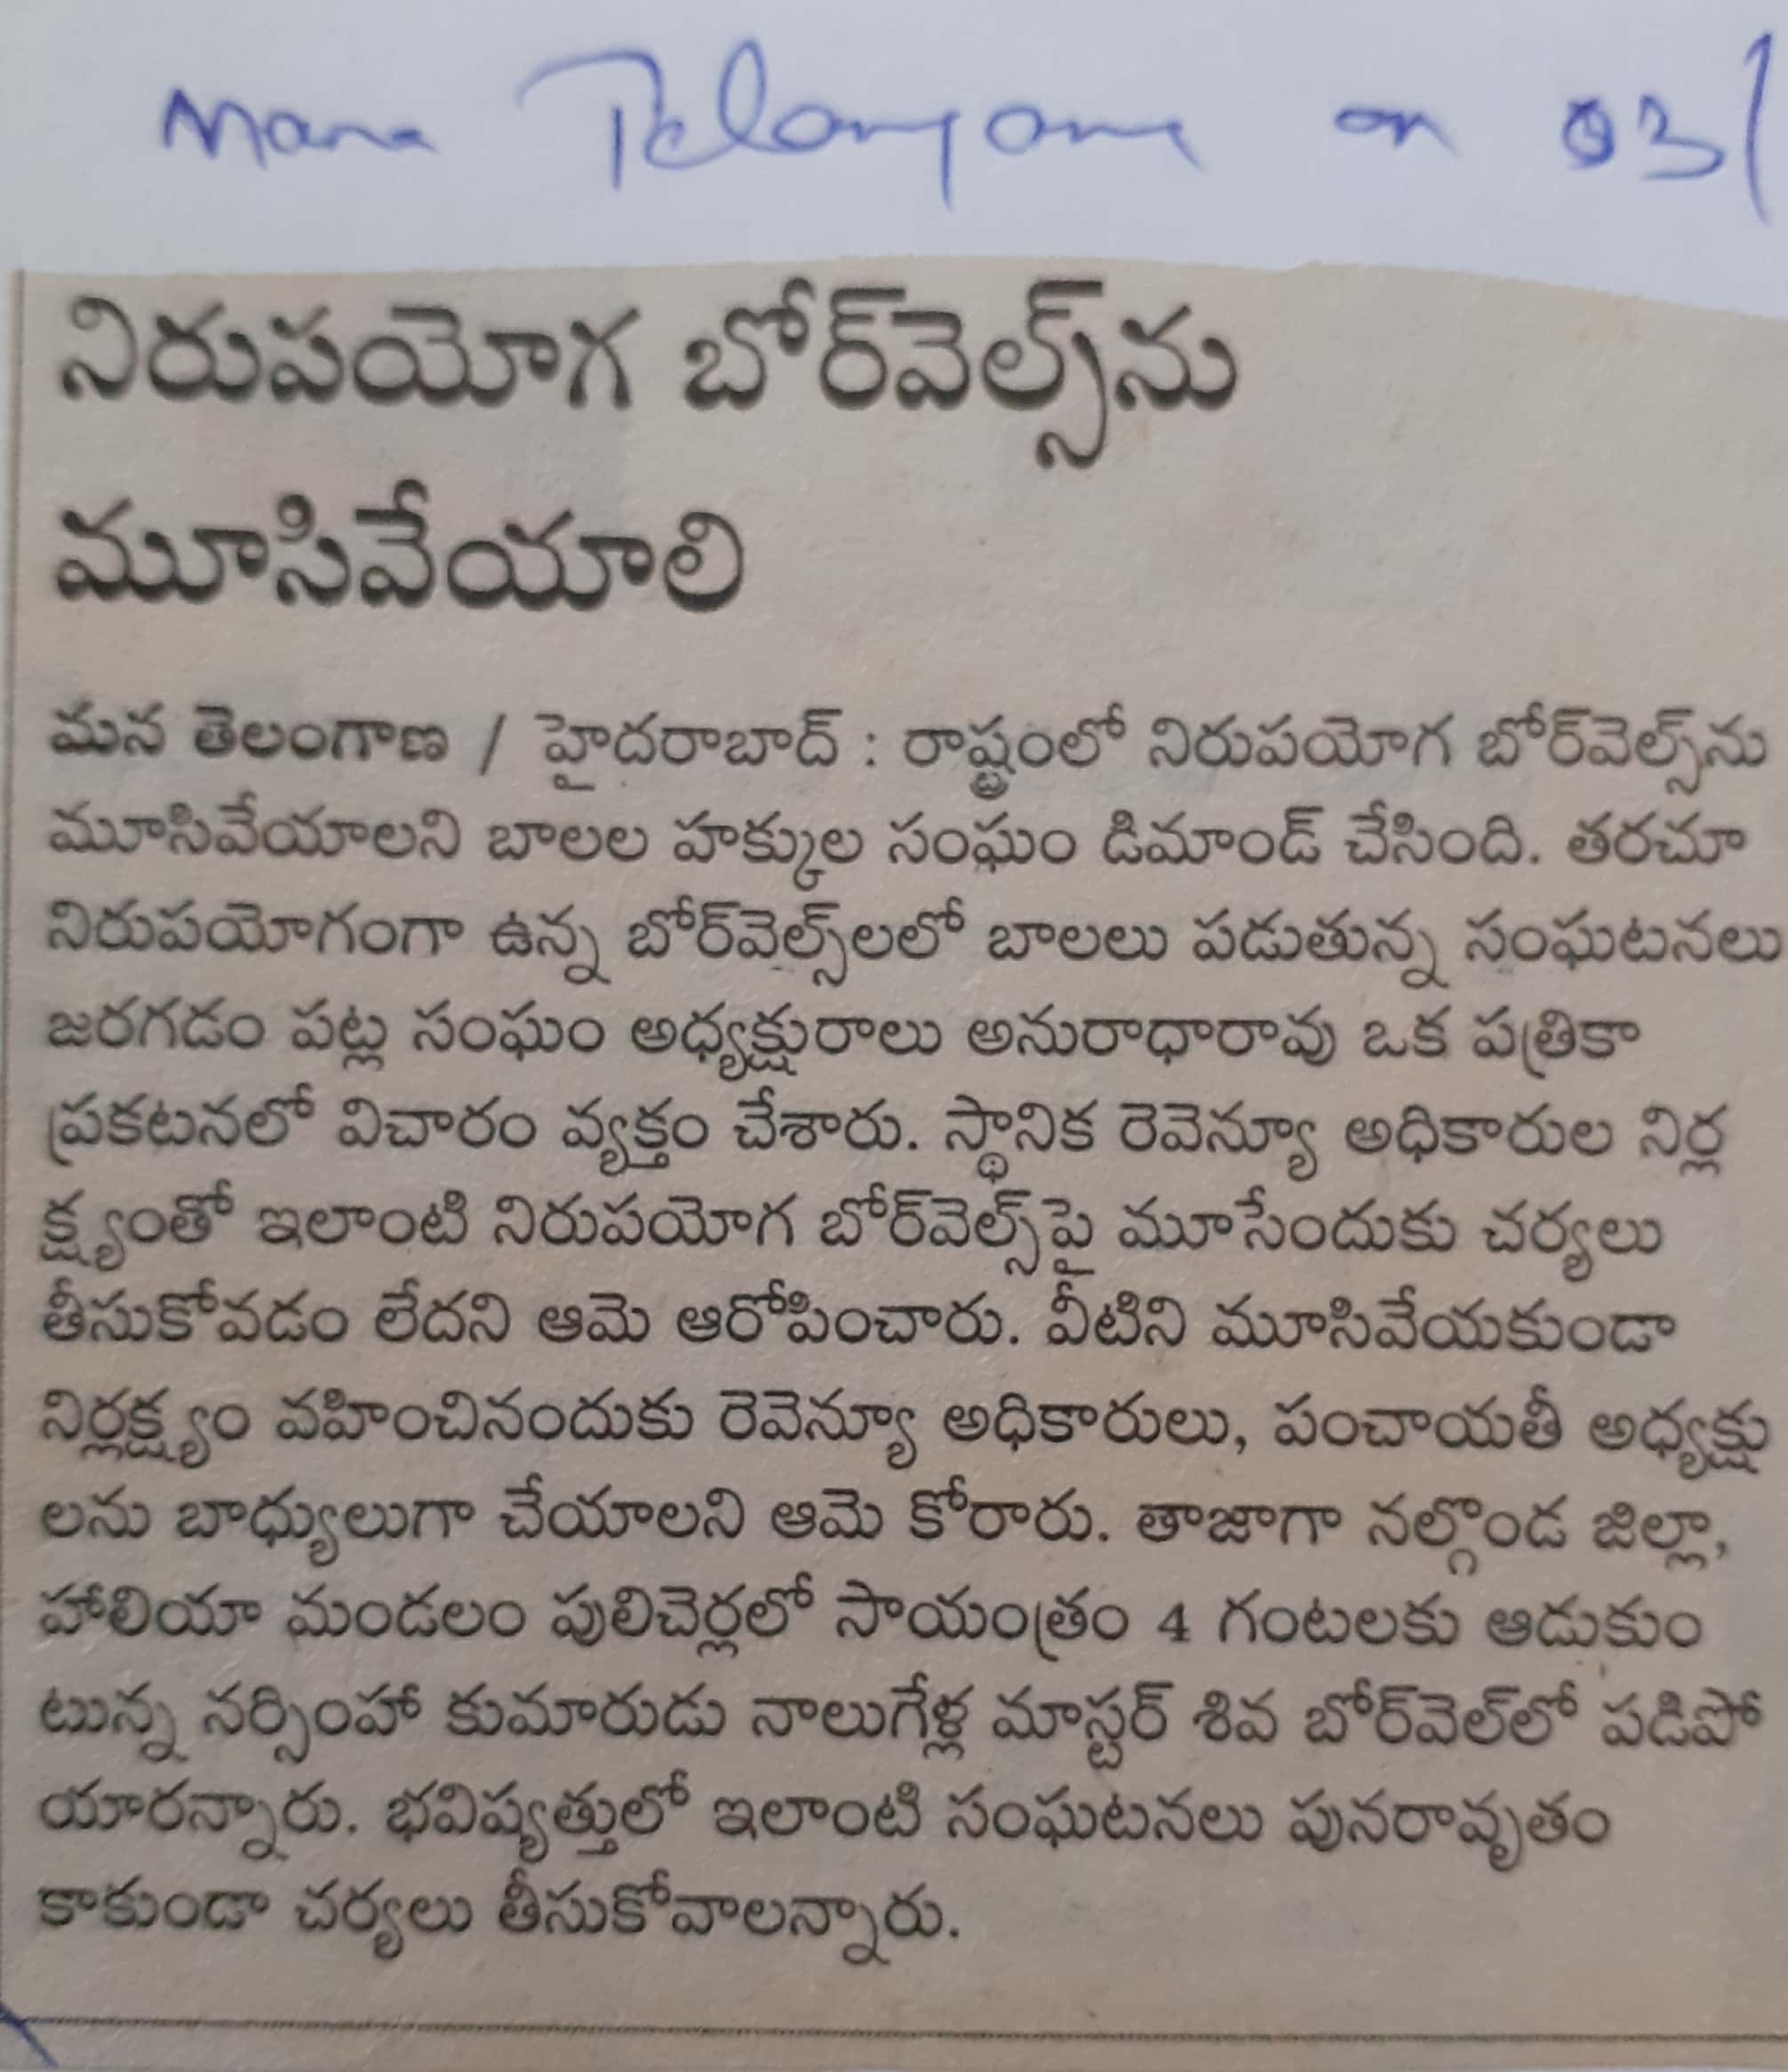 Mana Telangana on 03/
నిరుపయోగ బోర్‌వెల్స్‌ను
మూసివేయాలి
మన తెలంగాణ / హైదరాబాద్ : రాష్ట్రంలో నిరుపయోగ బోర్‌వెల్స్‌ను
మూసివేయాలని బాలల హక్కుల సంఘం డిమాండ్ చేసింది. తరచూ
నిరుపయోగంగా ఉన్న బోర్‌వెల్స్‌లలో బాలలు పడుతున్న సంఘటనలు
జరగడం పట్ల సంఘం అధ్యక్షురాలు అనురాధారావు ఒక పత్రికా
ప్రకటనలో విచారం వ్యక్తం చేశారు. స్థానిక రెవెన్యూ అధికారుల నిర్ల
క్ష్యంతో ఇలాంటి నిరుపయోగ బోర్‌వెల్స్‌పై మూసేందుకు చర్యలు
తీసుకోవడం లేదని ఆమె ఆరోపించారు. వీటిని మూసివేయకుండా
నిర్లక్ష్యం వహించినందుకు రెవెన్యూ అధికారులు, పంచాయతీ అధ్యక్షు
లను బాధ్యులుగా చేయాలని ఆమె కోరారు. తాజాగా నల్గొండ జిల్లా,
హాలియా మండలం పులిచెర్లలో సాయంత్రం 4 గంటలకు ఆడుకుం
టున్న నర్సింహా కుమారుడు నాలుగేళ్ల మాస్టర్ శివ బోర్‌వెల్‌లో పడిపో
యారన్నారు. భవిష్యత్తులో ఇలాంటి సంఘటనలు పునరావృతం
కాకుండా చర్యలు తీసుకోవాలన్నారు.